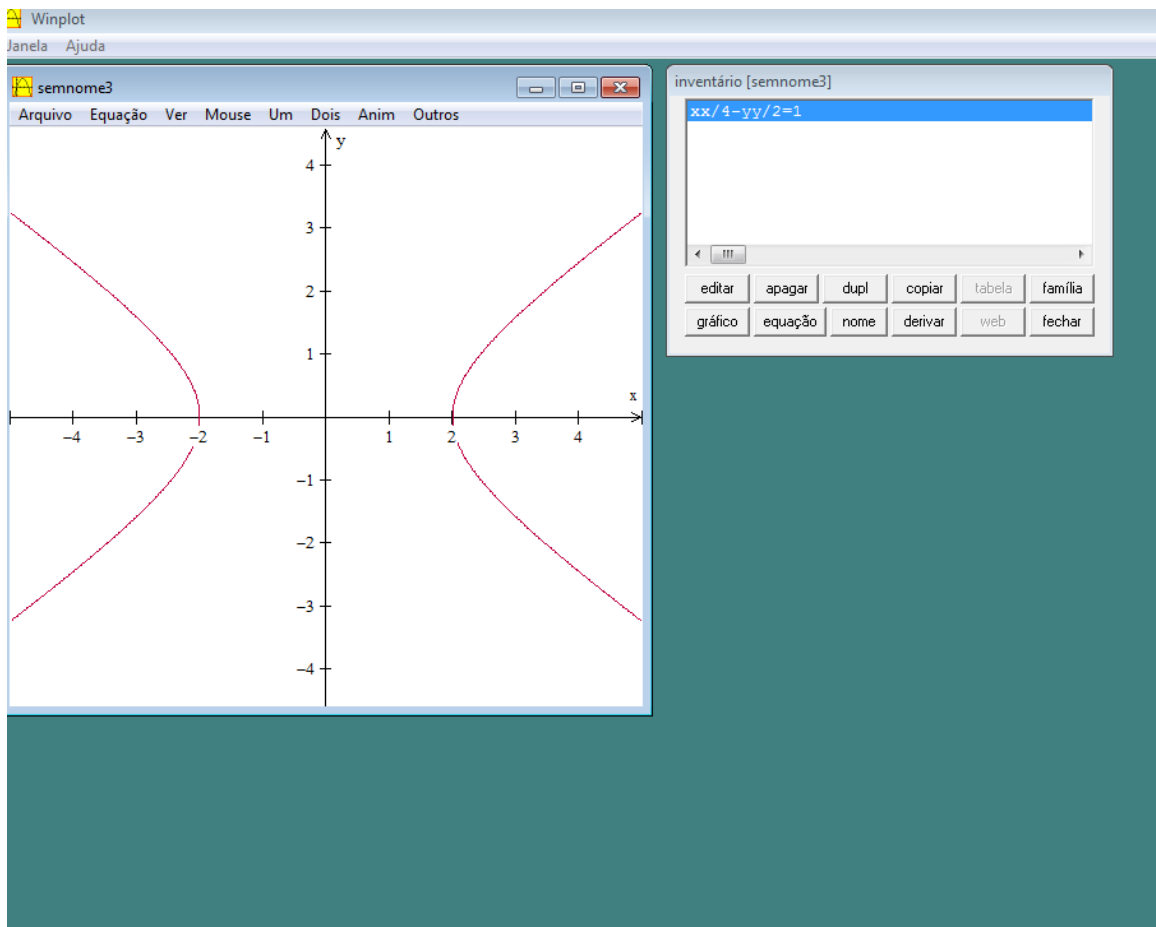 Winplot
Janela Ajuda
semnome3
Arquivo Equação Ver Mouse Um Dois Anim Outros
y
4
3
2
1
x
−4 −3 −2 −1 1 2 3 4
−1
−2
−3
−4
inventário [semnome3]
xx/4-yy/2=1
editar apagar dupl copiar tabela família
gráfico equação nome derivar web fechar